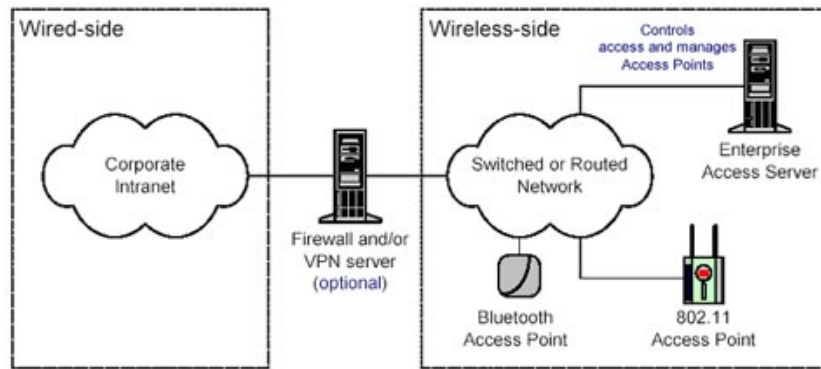 Wired-side
Corporate
Intranet
Firewall and/or
VPN server
(optional)
Wireless-side
Controls
access and manages
Access Points
Enterprise
Access Server
Switched or Routed
Network
Bluetooth
Access Point
802.11
Access Point